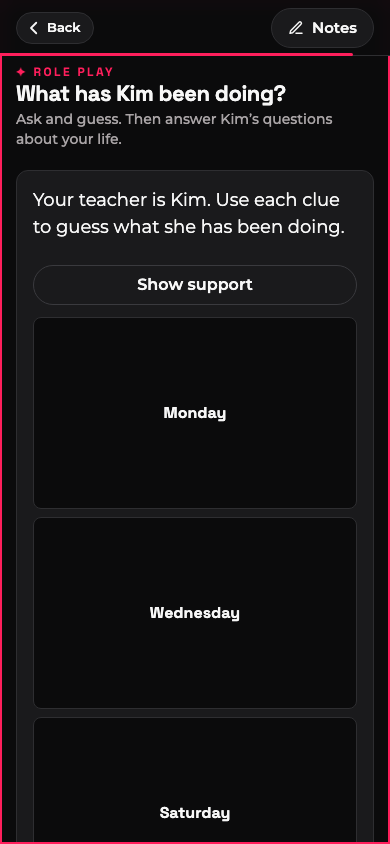 Back
Notes
✦ ROLE PLAY
What has Kim been doing?
Ask and guess. Then answer Kim’s questions
about your life.
Your teacher is Kim. Use each clue
to guess what she has been doing.
Show support
Monday
Wednesday
Saturday